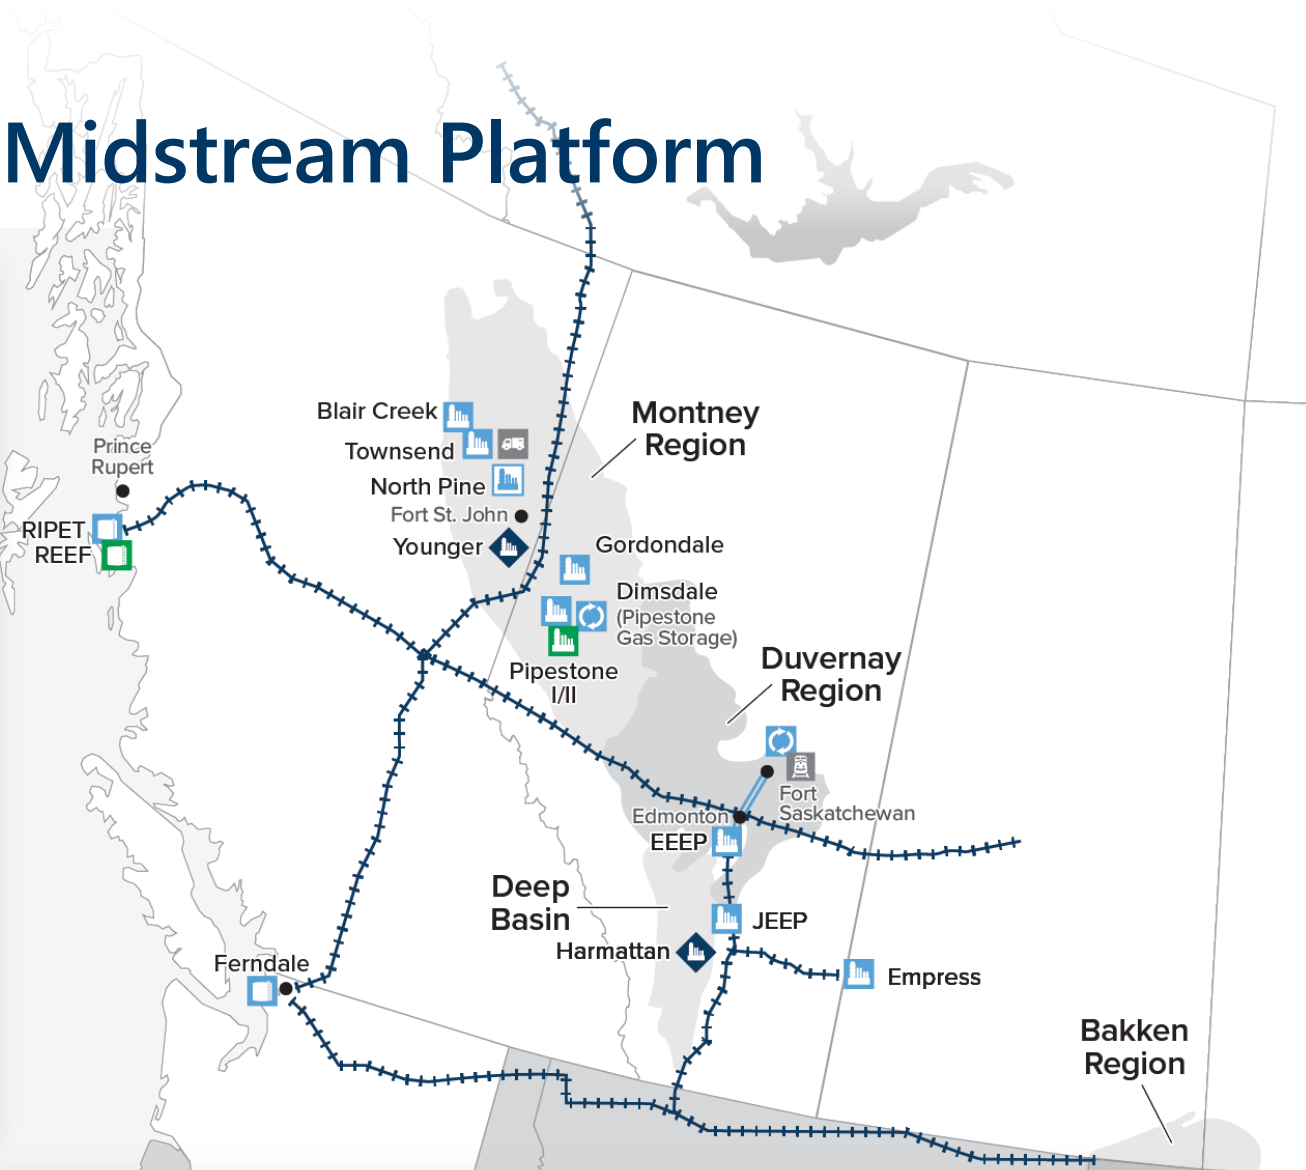 Midstream Platform
Blair Creek
Montney
Region
Prince
Rupert
Townsend
North Pine
Fort St. John
RIPET
REEF
Younger
Gordondale
Dimsdale
(Pipestone
Gas Storage)
Pipestone
I/II
Duvernay
Region
Fort
Saskatchewan
Edmonton
EEEP
Deep
Basin
JEEP
Harmattan
Ferndale
Empress
Bakken
Region